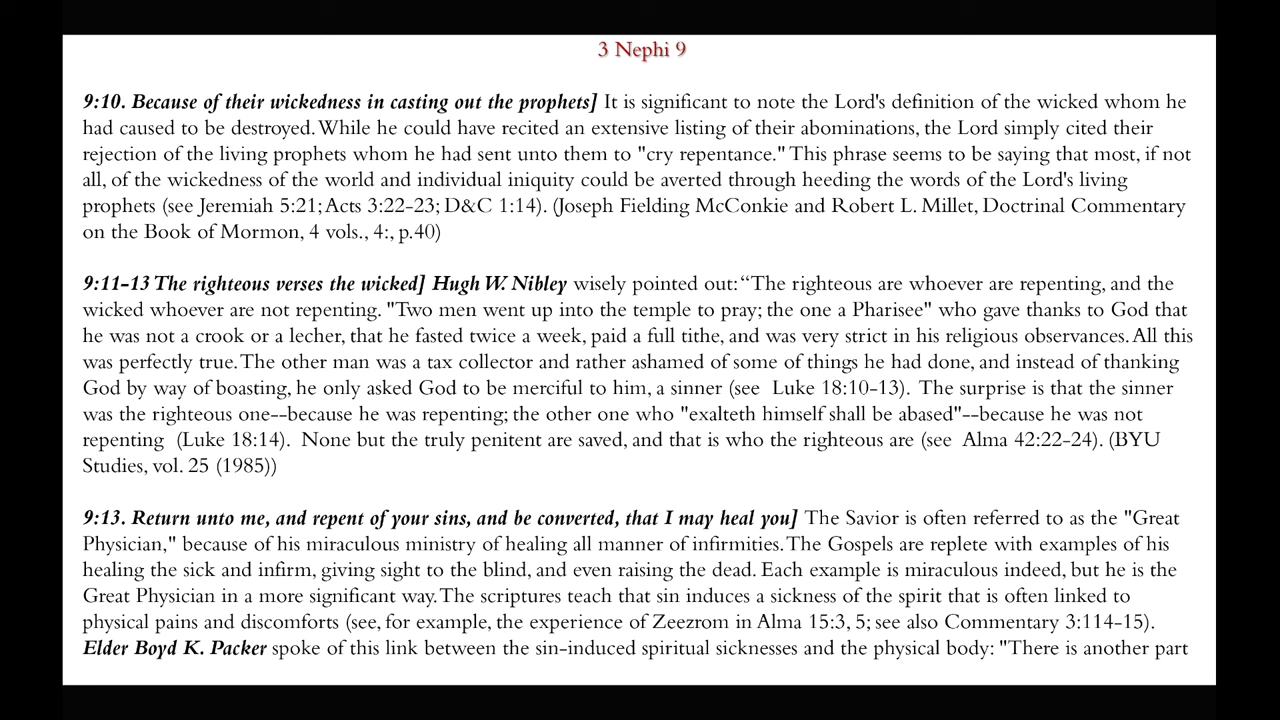 3 Nephi 9
9:10. Because of their wickedness in casting out the prophets] It is significant to note the Lord's definition of the wicked whom he
had caused to be destroyed. While he could have recited an extensive listing of their abominations, the Lord simply cited their
rejection of the living prophets whom he had sent unto them to "cry repentance." This phrase seems to be saying that most, if not
all, of the wickedness of the world and individual iniquity could be averted through heeding the words of the Lord's living
prophets (see Jeremiah 5:21; Acts 3:22-23; D&C 1:14). (Joseph Fielding McConkie and Robert L. Millet, Doctrinal Commentary
on the Book of Mormon, 4 vols., 4:, p.40)
9:11-13 The righteous verses the wicked] Hugh W. Nibley wisely pointed out: “The righteous are whoever are repenting, and the
wicked whoever are not repenting. "Two men went up into the temple to pray; the one a Pharisee" who gave thanks to God that
he was not a crook or a lecher, that he fasted twice a week, paid a full tithe, and was very strict in his religious observances. All this
was perfectly true. The other man was a tax collector and rather ashamed of some of things he had done, and instead of thanking
God by way of boasting, he only asked God to be merciful to him, a sinner (see  Luke 18:10-13).  The surprise is that the sinner
was the righteous one--because he was repenting; the other one who "exalteth himself shall be abased"--because he was not
repenting  (Luke 18:14).  None but the truly penitent are saved, and that is who the righteous are (see  Alma 42:22-24). (BYU
Studies, vol. 25 (1985))
9:13. Return unto me, and repent of your sins, and be converted, that I may heal you] The Savior is often referred to as the "Great
Physician," because of his miraculous ministry of healing all manner of infirmities. The Gospels are replete with examples of his
healing the sick and infirm, giving sight to the blind, and even raising the dead. Each example is miraculous indeed, but he is the
Great Physician in a more significant way. The scriptures teach that sin induces a sickness of the spirit that is often linked to
physical pains and discomforts (see, for example, the experience of Zeezrom in Alma 15:3, 5; see also Commentary 3:114-15).
Elder Boyd K. Packer spoke of this link between the sin-induced spiritual sicknesses and the physical body: "There is another part